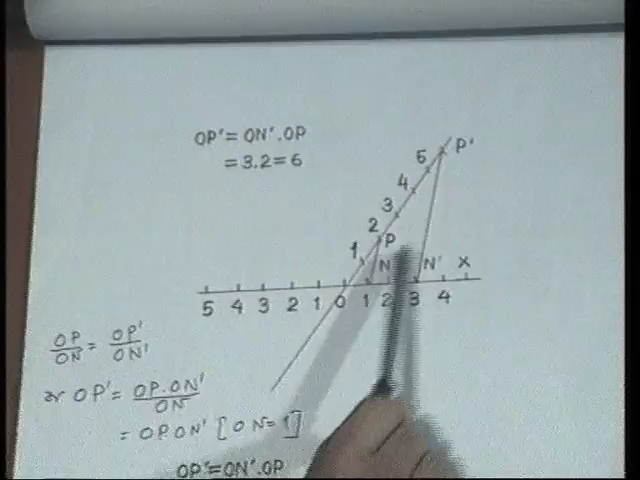 OP' = ON'.OP
= 3.2 = 6
P'
5
4
3
2
P
1
N N' X
5 4 3 2 1 0 1 2 3 4
OP/ON = OP'/ON'
or OP' = OP.ON'/ON
= OP.ON' [ON=1]
OP'=ON'.OP